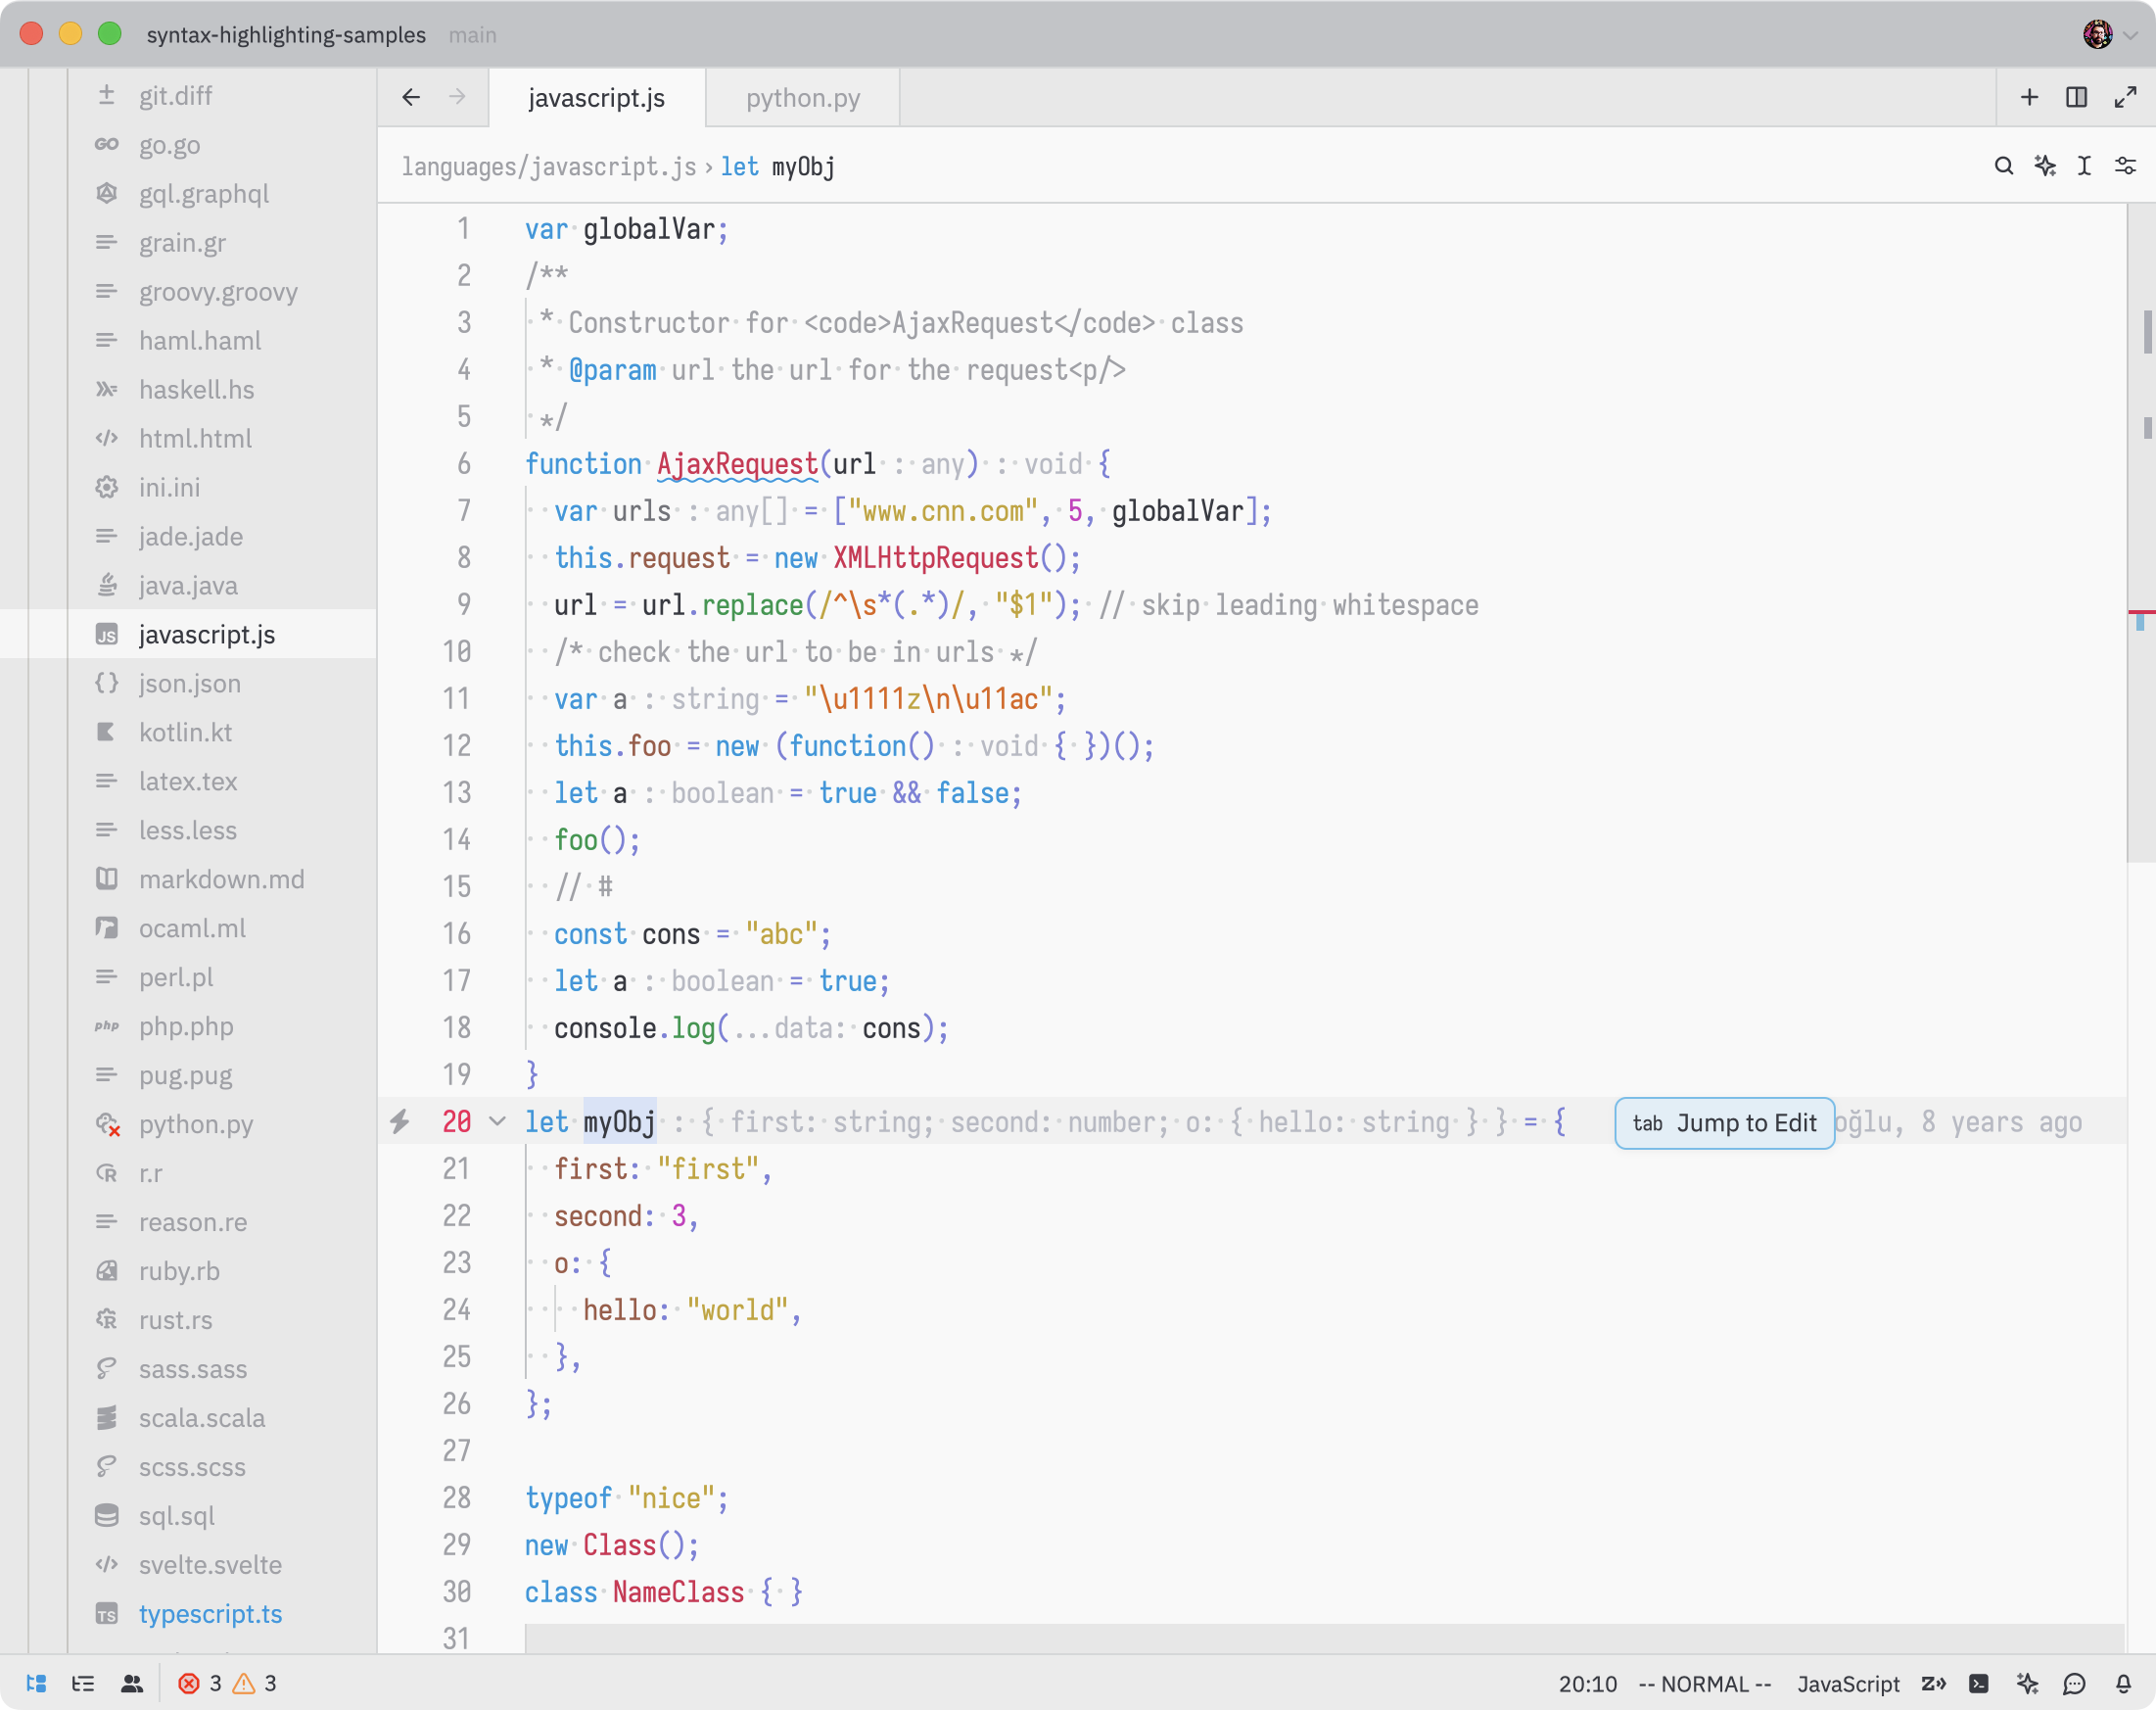 syntax-highlighting-samples main
git.diff
go.go
gql.graphql
grain.gr
groovy.groovy
haml.haml
haskell.hs
html.html
ini.ini
jade.jade
java.java
javascript.js
json.json
kotlin.kt
latex.tex
less.less
markdown.md
ocaml.ml
perl.pl
php.php
pug.pug
python.py
r.r
reason.re
ruby.rb
rust.rs
sass.sass
scala.scala
scss.scss
sql.sql
svelte.svelte
typescript.ts
javascript.js python.py
languages/javascript.js › let myObj
1 var globalVar;
2 /**
3 * Constructor for <code>AjaxRequest</code> class
4 * @param url the url for the request<p/>
5 */
6 function AjaxRequest(url : any) : void {
7 var urls : any[] = ["www.cnn.com", 5, globalVar];
8 this.request = new XMLHttpRequest();
9 url = url.replace(/^\s*(.*)/, "$1"); // skip leading whitespace
10 /* check the url to be in urls */
11 var a : string = "\u1111z\n\u11ac";
12 this.foo = new (function() : void { })();
13 let a : boolean = true && false;
14 foo();
15 // #
16 const cons = "abc";
17 let a : boolean = true;
18 console.log(...data: cons);
19 }
20 let myObj : { first: string; second: number; o: { hello: string } } = { tab Jump to Edit oğlu, 8 years ago
21 first: "first",
22 second: 3,
23 o: {
24 hello: "world",
25 },
26 };
27
28 typeof "nice";
29 new Class();
30 class NameClass { }
31
3 3 20:10 -- NORMAL -- JavaScript